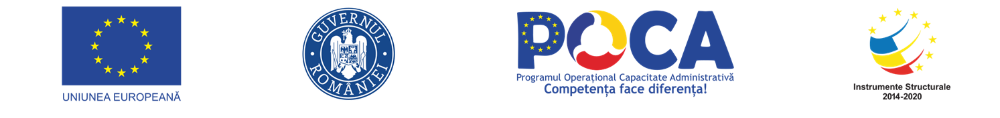 UNIUNEA EUROPEANĂ
GUVERNUL
ROMÂNIEI
POCA
Programul Operațional Capacitate Administrativă
Competența face diferența!
Instrumente Structurale
2014-2020